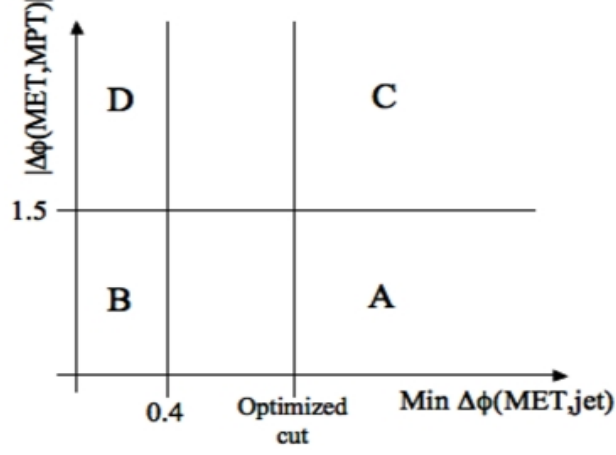 |Δϕ(MET,MPT)|
D
C
1.5
B
A
0.4
Optimized
cut
Min Δϕ(MET,jet)